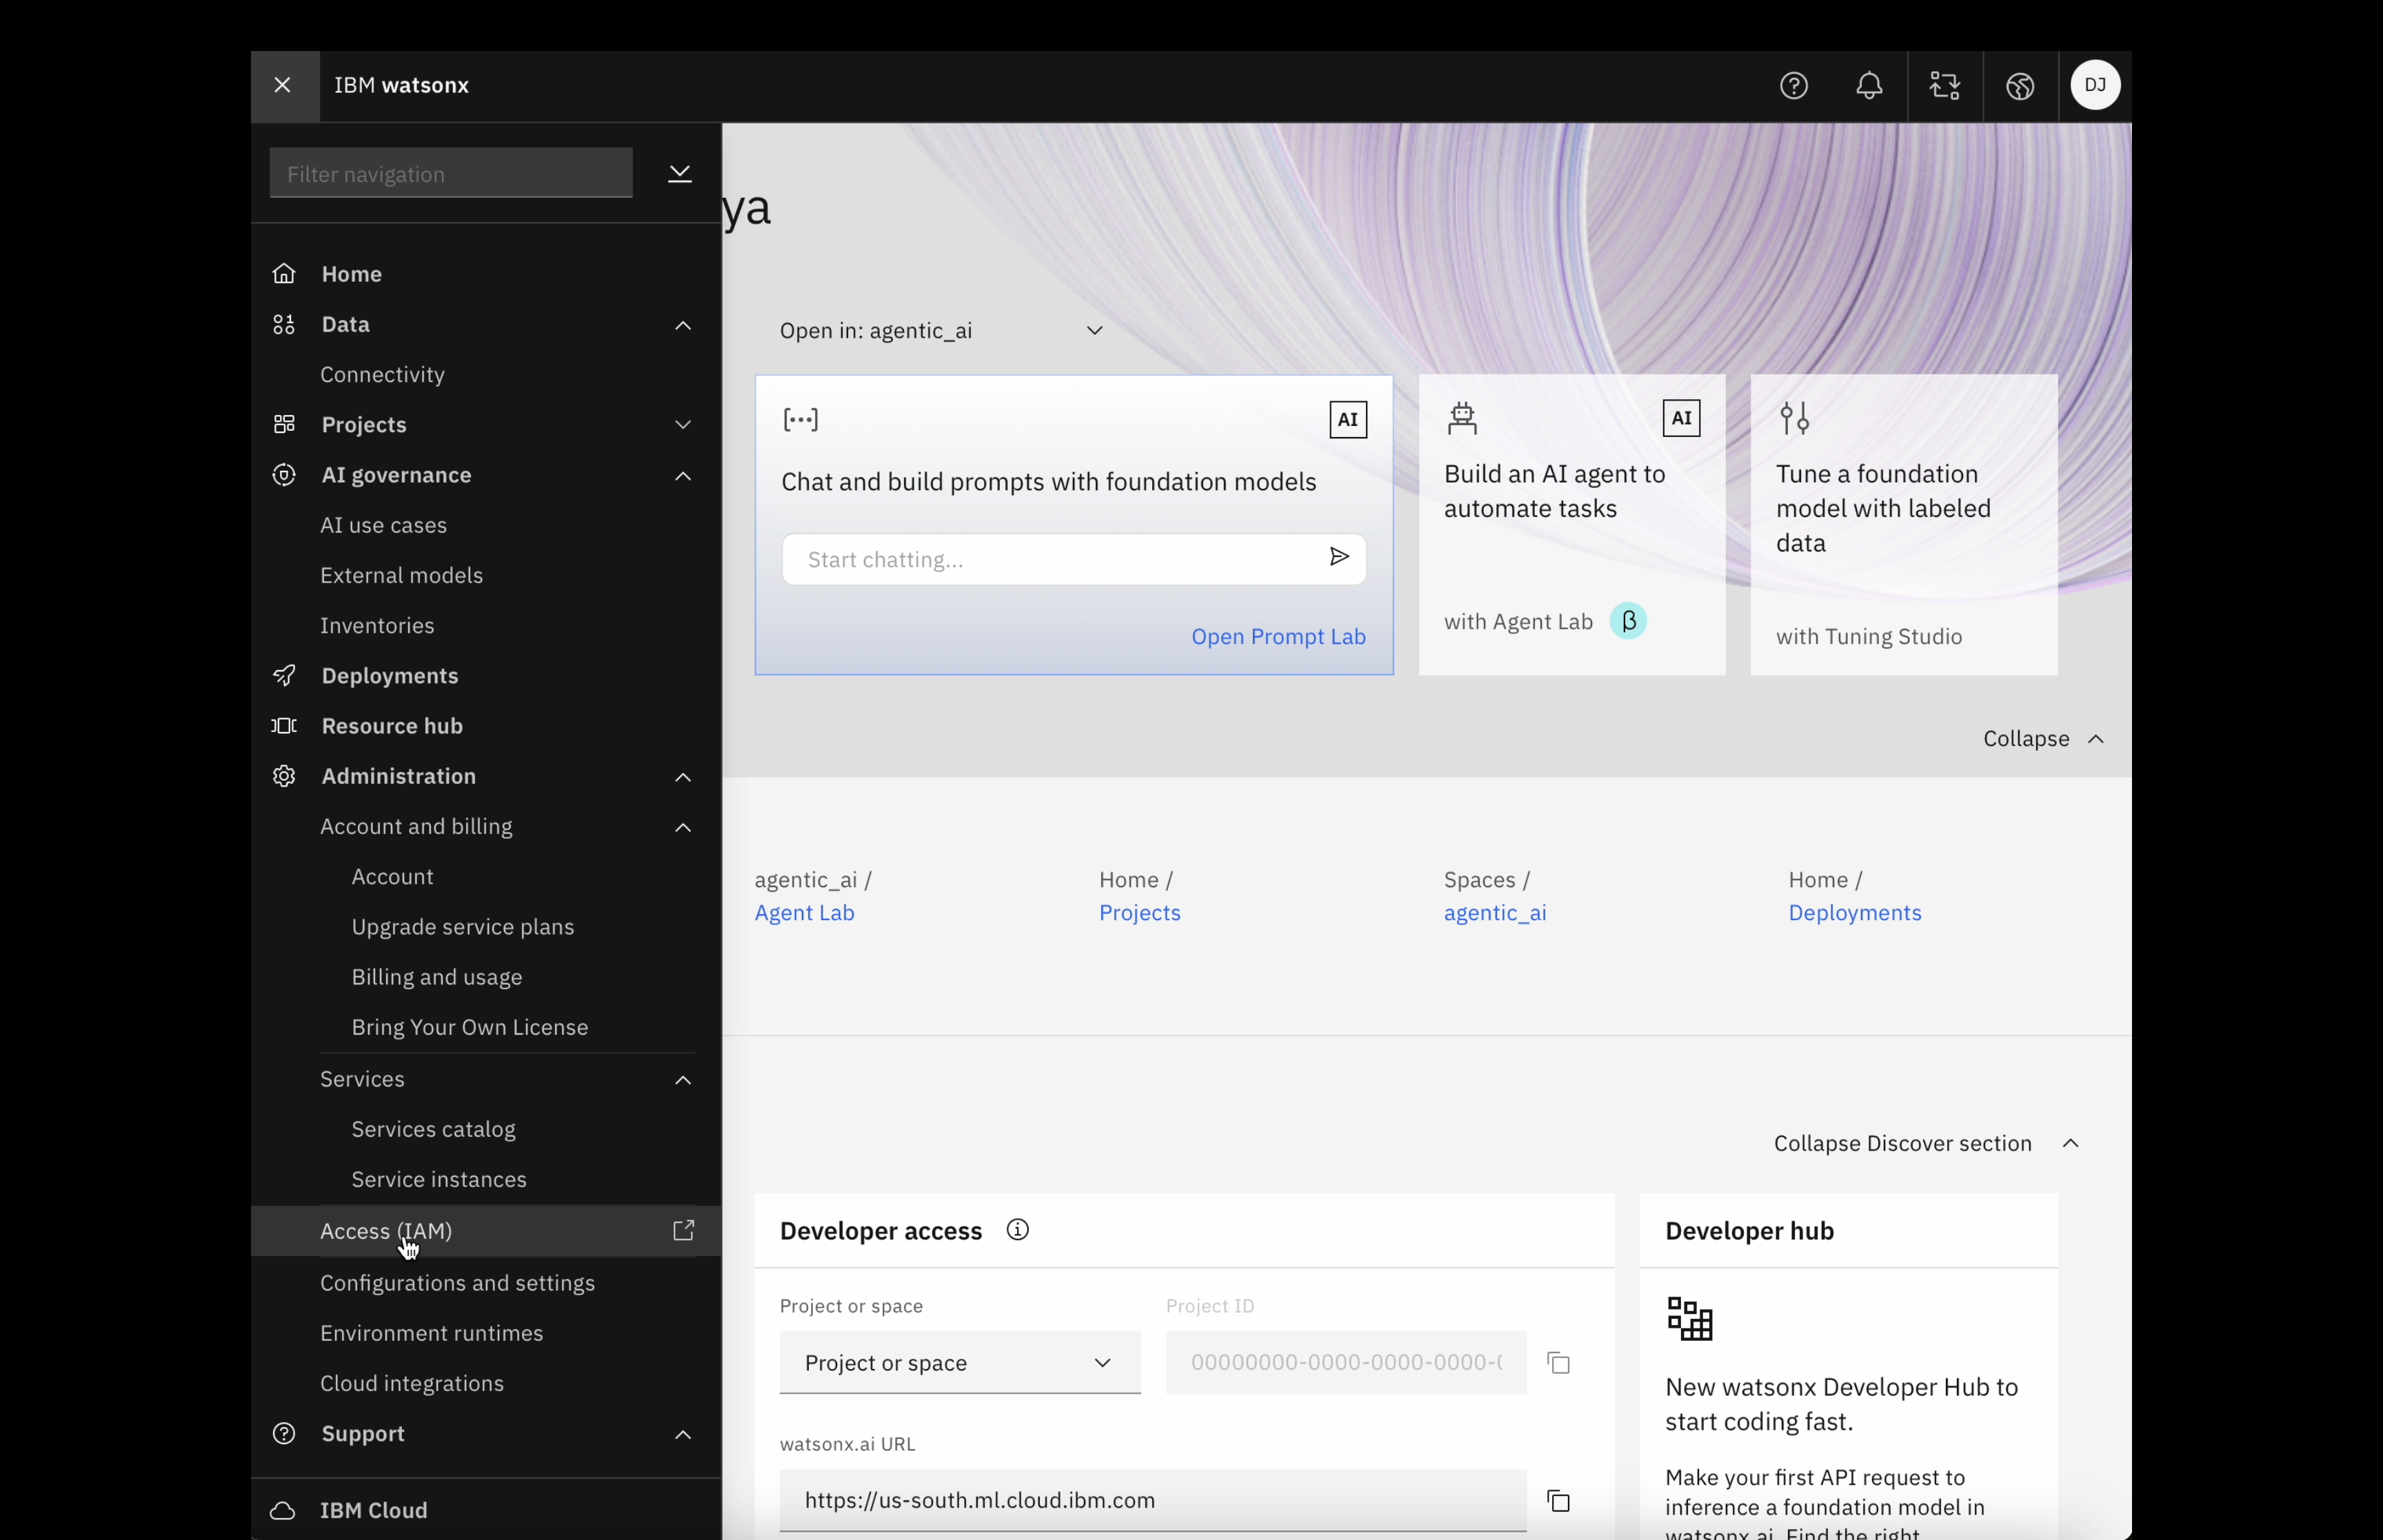 IBM watsonx
DJ
Filter navigation
Home
Data
Connectivity
Projects
AI governance
AI use cases
External models
Inventories
Deployments
Resource hub
Administration
Account and billing
Account
Upgrade service plans
Billing and usage
Bring Your Own License
Services
Services catalog
Service instances
Access (IAM)
Configurations and settings
Environment runtimes
Cloud integrations
Support
IBM Cloud
ya
Open in: agentic_ai
AI
Chat and build prompts with foundation models
Start chatting...
Open Prompt Lab
AI
Build an AI agent to
automate tasks
with Agent Lab β
Tune a foundation
model with labeled
data
with Tuning Studio
Collapse
agentic_ai /
Agent Lab
Home /
Projects
Spaces /
agentic_ai
Home /
Deployments
Collapse Discover section
Developer access
Project or space
Project or space
Project ID
00000000-0000-0000-0000-(
watsonx.ai URL
https://us-south.ml.cloud.ibm.com
Developer hub
New watsonx Developer Hub to
start coding fast.
Make your first API request to
inference a foundation model in
watsonx.ai. Find the right